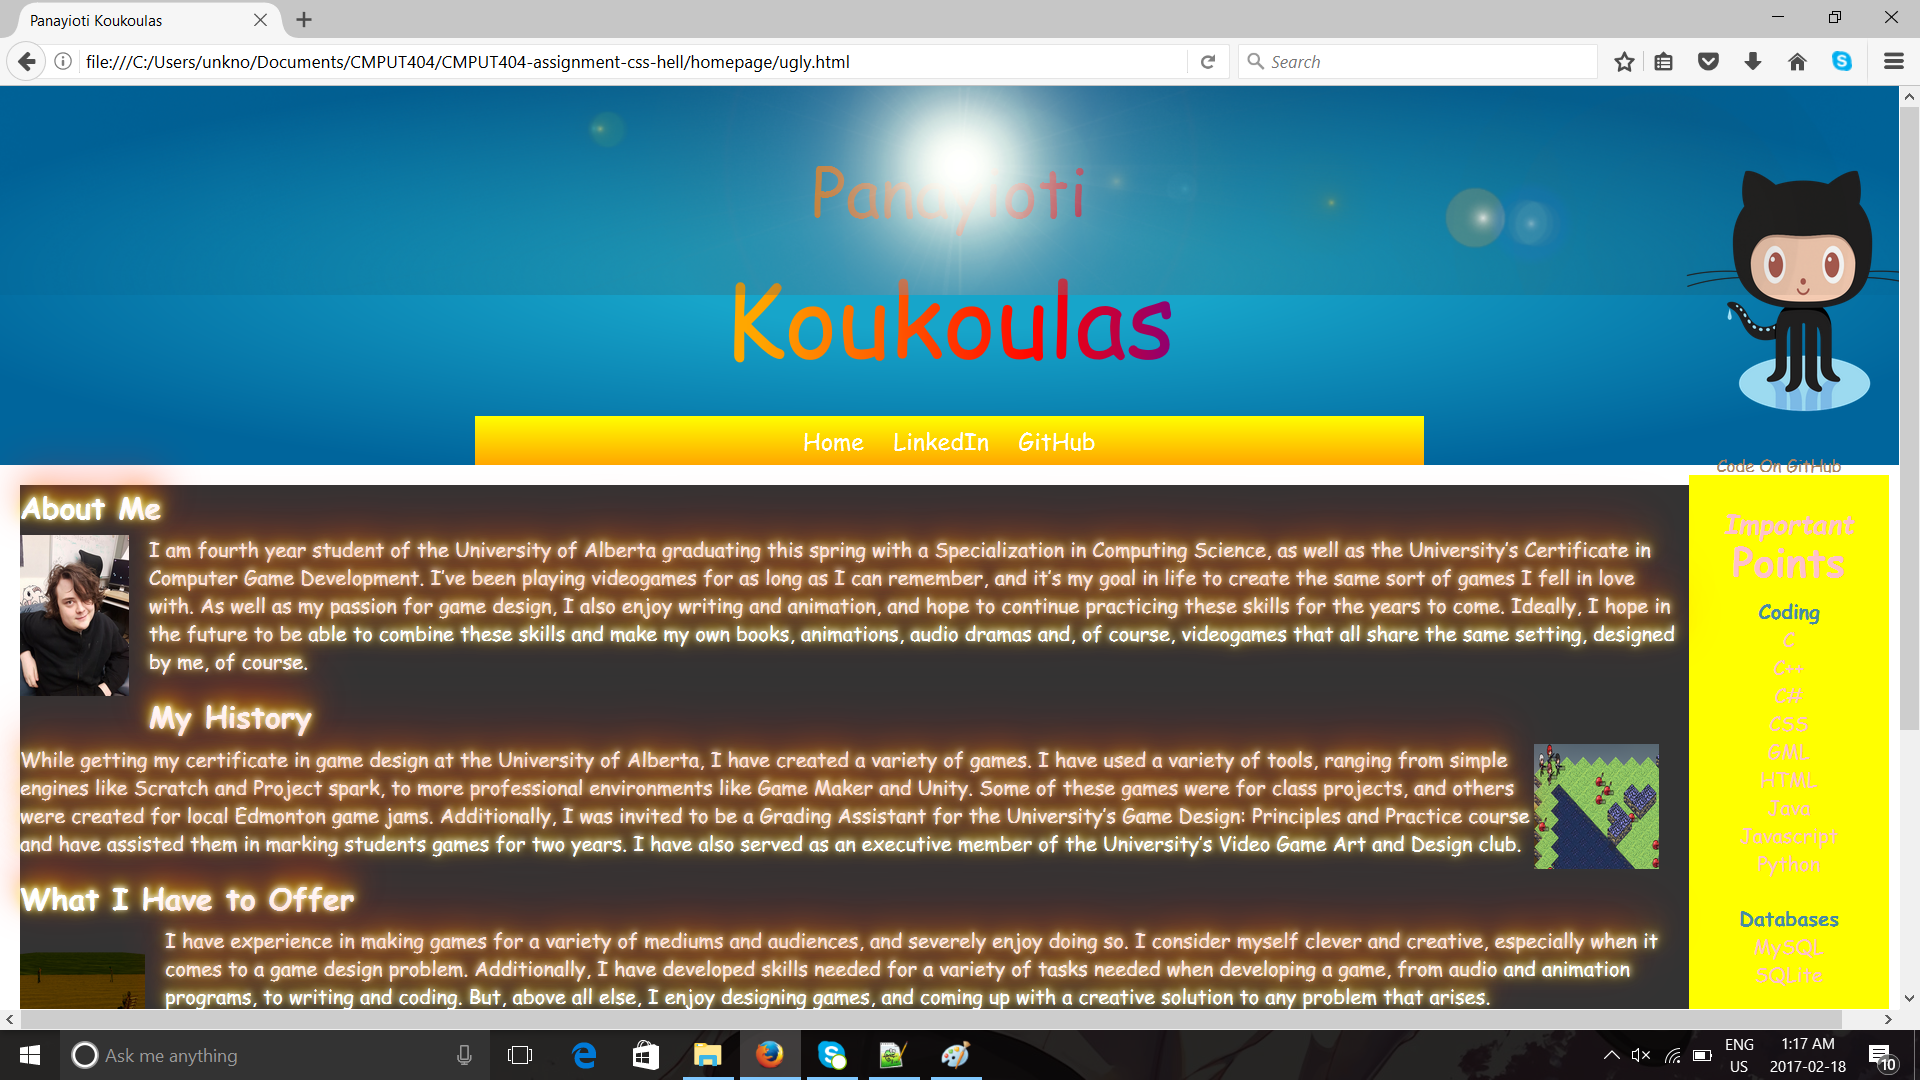 Panayioti Koukoulas
file:///C:/Users/unkno/Documents/CMPUT404/CMPUT404-assignment-css-hell/homepage/ugly.html
Search
Panayioti
Koukoulas
Home LinkedIn GitHub
Code On GitHub
About Me
I am fourth year student of the University of Alberta graduating this spring with a Specialization in Computing Science, as well as the University's Certificate in
Computer Game Development. I've been playing videogames for as long as I can remember, and it's my goal in life to create the same sort of games I fell in love
with. As well as my passion for game design, I also enjoy writing and animation, and hope to continue practicing these skills for the years to come. Ideally, I hope in
the future to be able to combine these skills and make my own books, animations, audio dramas and, of course, videogames that all share the same setting, designed
by me, of course.
My History
While getting my certificate in game design at the University of Alberta, I have created a variety of games. I have used a variety of tools, ranging from simple
engines like Scratch and Project spark, to more professional environments like Game Maker and Unity. Some of these games were for class projects, and others
were created for local Edmonton game jams. Additionally, I was invited to be a Grading Assistant for the University's Game Design: Principles and Practice course
and have assisted them in marking students games for two years. I have also served as an executive member of the University's Video Game Art and Design club.
What I Have to Offer
I have experience in making games for a variety of mediums and audiences, and severely enjoy doing so. I consider myself clever and creative, especially when it
comes to a game design problem. Additionally, I have developed skills needed for a variety of tasks needed when developing a game, from audio and animation
programs, to writing and coding. But, above all else, I enjoy designing games, and coming up with a creative solution to any problem that arises.
Important
Points
Coding
C
C++
C#
CSS
GML
HTML
Java
Javascript
Python
Databases
MySQL
SQLite
Ask me anything
ENG
US
1:17 AM
2017-02-18
10